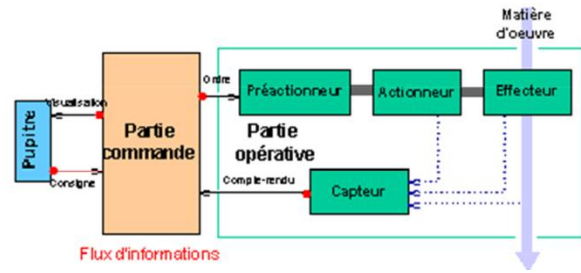 Matière
d'oeuvre
Ordre
Préactionneur
Actionneur
Effecteur
Visualisation
Pupitre
Partie
commande
Partie
opérative
Consigne
Compte-rendu
Capteur
Flux d'informations